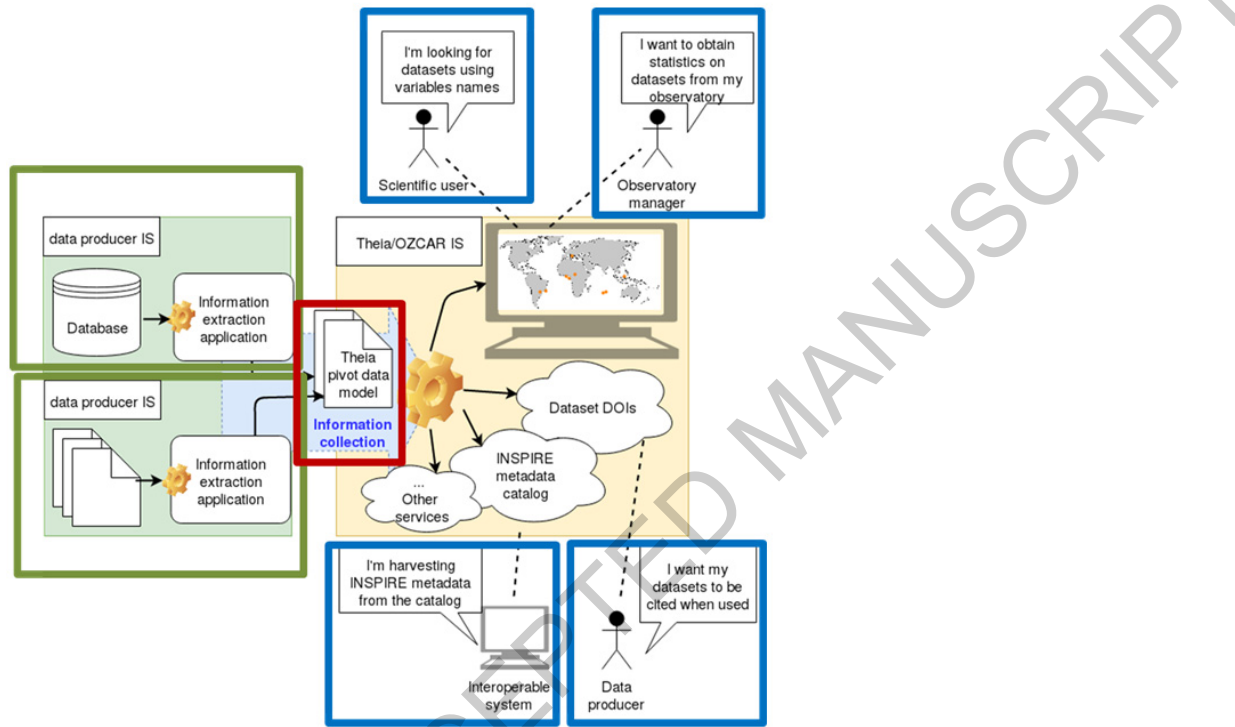 I'm looking for
datasets using
variables names
Scientific user
I want to obtain
statistics on
datasets from my
observatory
Observatory
manager
data producer IS
Database
Information
extraction
application
data producer IS
Information
extraction
application
Theia
pivot data
model
Information
collection
Theia/OZCAR IS
Dataset DOIs
INSPIRE
metadata
catalog
...
Other
services
I'm harvesting
INSPIRE metadata
from the catalog
Interoperable
system
I want my
datasets to be
cited when used
Data
producer
MANUSCRIP